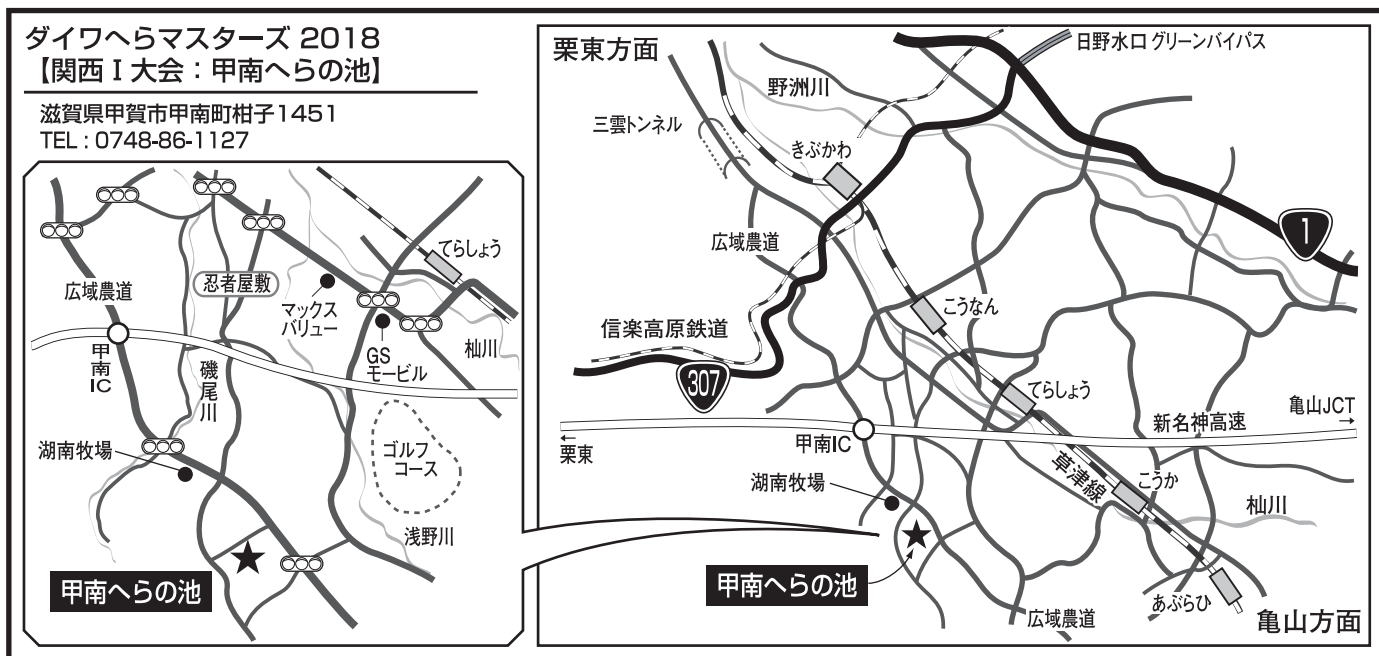 ダイワへらマスターズ 2018
【関西Ⅰ大会：甲南へらの池】
滋賀県甲賀市甲南町柑子1451
TEL : 0748-86-1127
てらしょう
広域農道
忍者屋敷
マックス
バリュー
甲南IC
磯尾川
GS
モービル
杣川
湖南牧場
ゴルフ
コース
浅野川
甲南へらの池
栗東方面
日野水口 グリーンバイパス
野洲川
三雲トンネル
きぶかわ
広域農道
1
こうなん
信楽高原鉄道
307
てらしょう
亀山JCT
→
新名神高速
←
栗東
甲南IC
草津線
こうか
湖南牧場
杣川
甲南へらの池
あぶらひ
広域農道
亀山方面